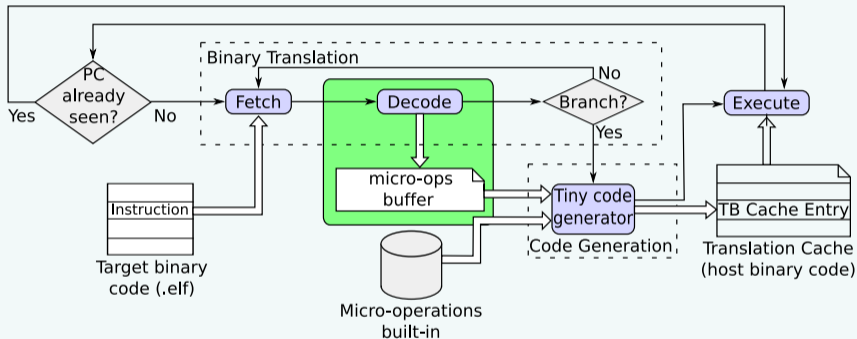 Binary Translation
PC
already
seen?
Yes
No
Fetch
Decode
No
Branch?
Yes
Execute
Instruction
Target binary
code (.elf)
micro-ops
buffer
Tiny code
generator
Code Generation
Micro-operations
built-in
TB Cache Entry
Translation Cache
(host binary code)